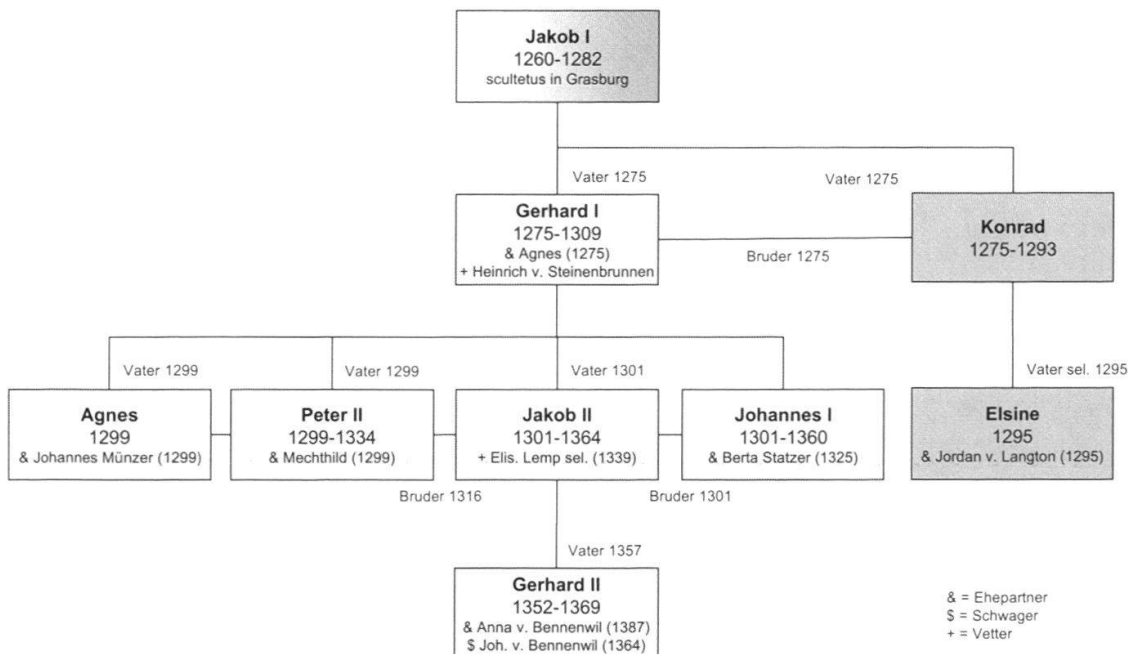 Jakob I
1260-1282
scultetus in Grasburg
Vater 1275
Vater 1275
Gerhard I
1275-1309
& Agnes (1275)
+ Heinrich v. Steinenbrunnen
Bruder 1275
Konrad
1275-1293
Vater 1299
Vater 1299
Vater 1301
Vater sel. 1295
Agnes
1299
& Johannes Münzer (1299)
Peter II
1299-1334
& Mechthild (1299)
Jakob II
1301-1364
+ Elis. Lemp sel. (1339)
Johannes I
1301-1360
& Berta Statzer (1325)
Elsine
1295
& Jordan v. Langton (1295)
Bruder 1316
Bruder 1301
Vater 1357
Gerhard II
1352-1369
& Anna v. Bennenwil (1387)
$ Joh. v. Bennenwil (1364)
& = Ehepartner
$ = Schwager
+ = Vetter